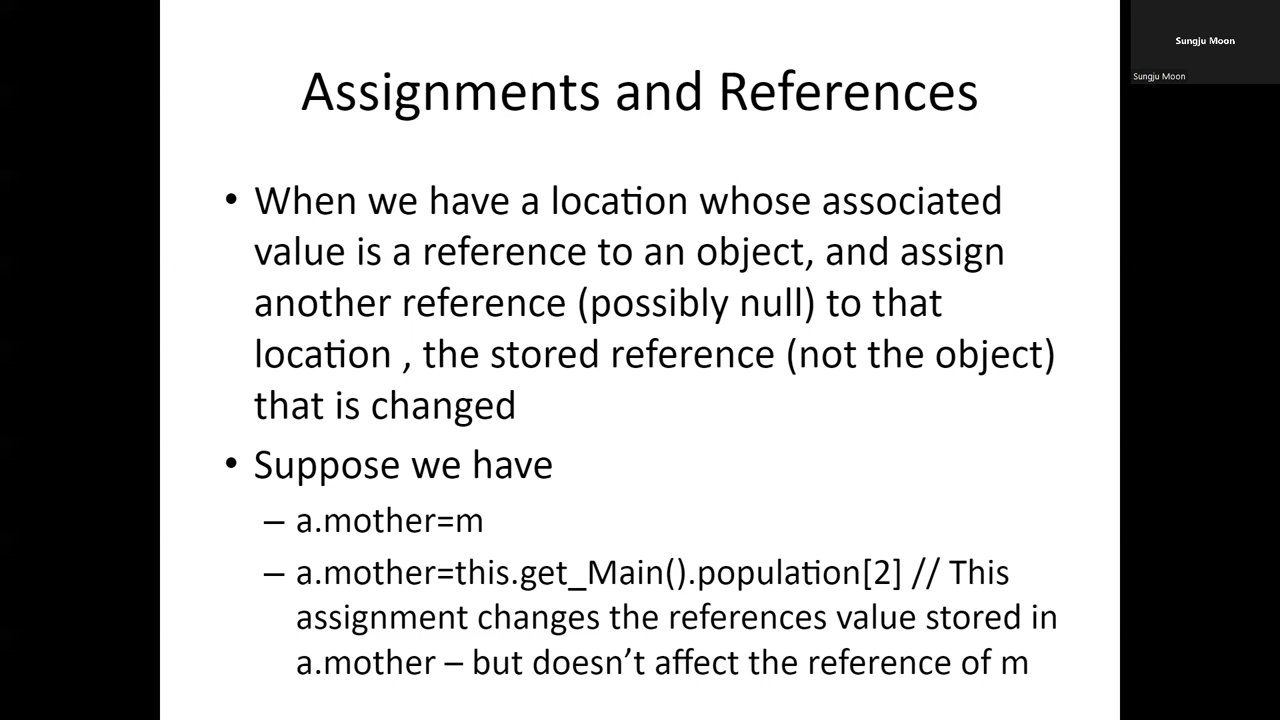 Assignments and References
• When we have a location whose associated
value is a reference to an object, and assign
another reference (possibly null) to that
location , the stored reference (not the object)
that is changed
• Suppose we have
– a.mother=m
– a.mother=this.get_Main().population[2] // This
assignment changes the references value stored in
a.mother – but doesn’t affect the reference of m
Sungju Moon
Sungju Moon